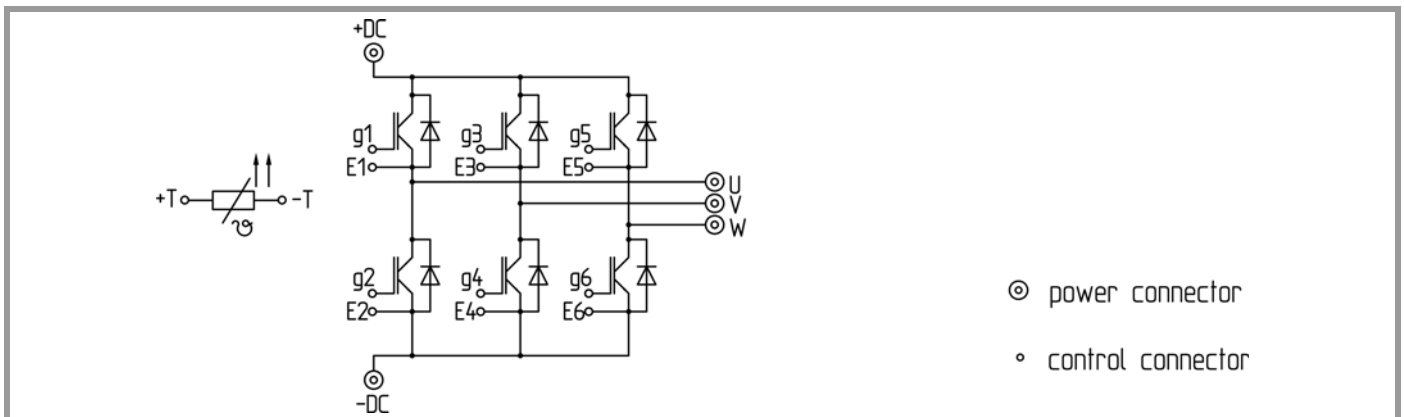 +DC
g1
g3
g5
E1
E3
E5
+T
-T
ϑ
U
V
W
g2
g4
g6
E2
E4
E6
-DC
power connector
control connector